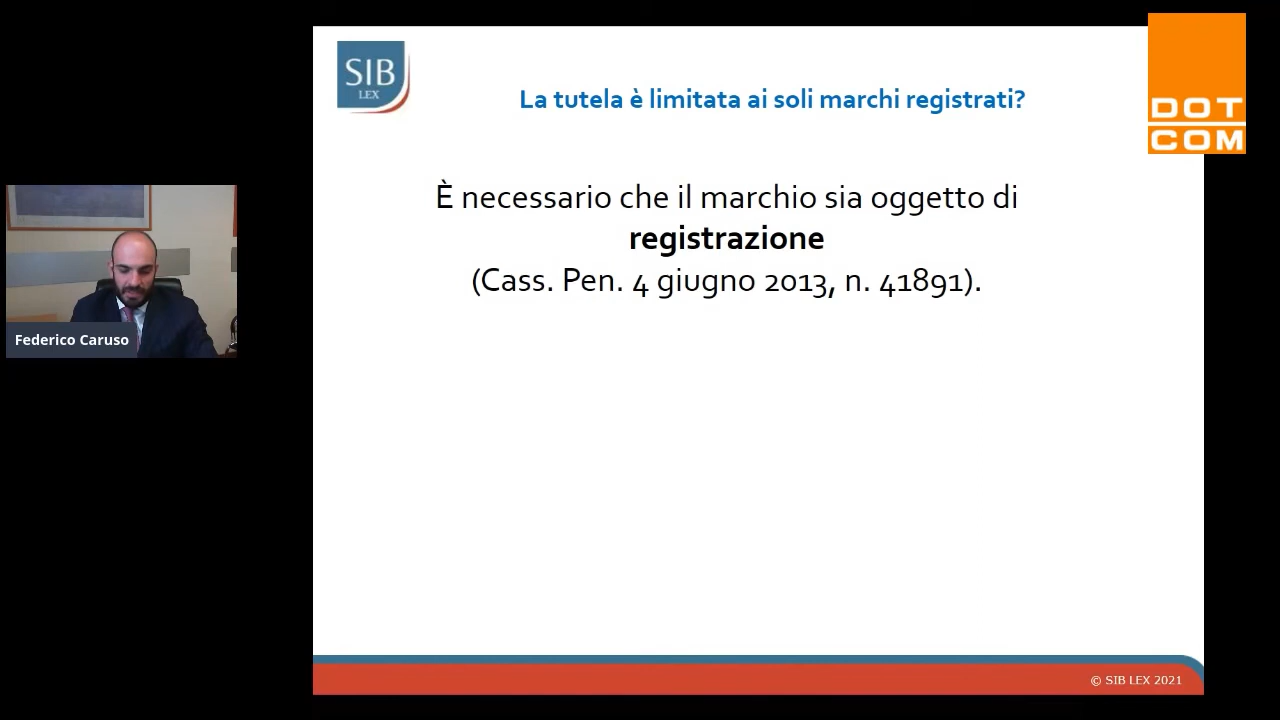 SIB
LEX
La tutela è limitata ai soli marchi registrati?
DOT
COM
È necessario che il marchio sia oggetto di
registrazione
(Cass. Pen. 4 giugno 2013, n. 41891).
Federico Caruso
© SIB LEX 2021